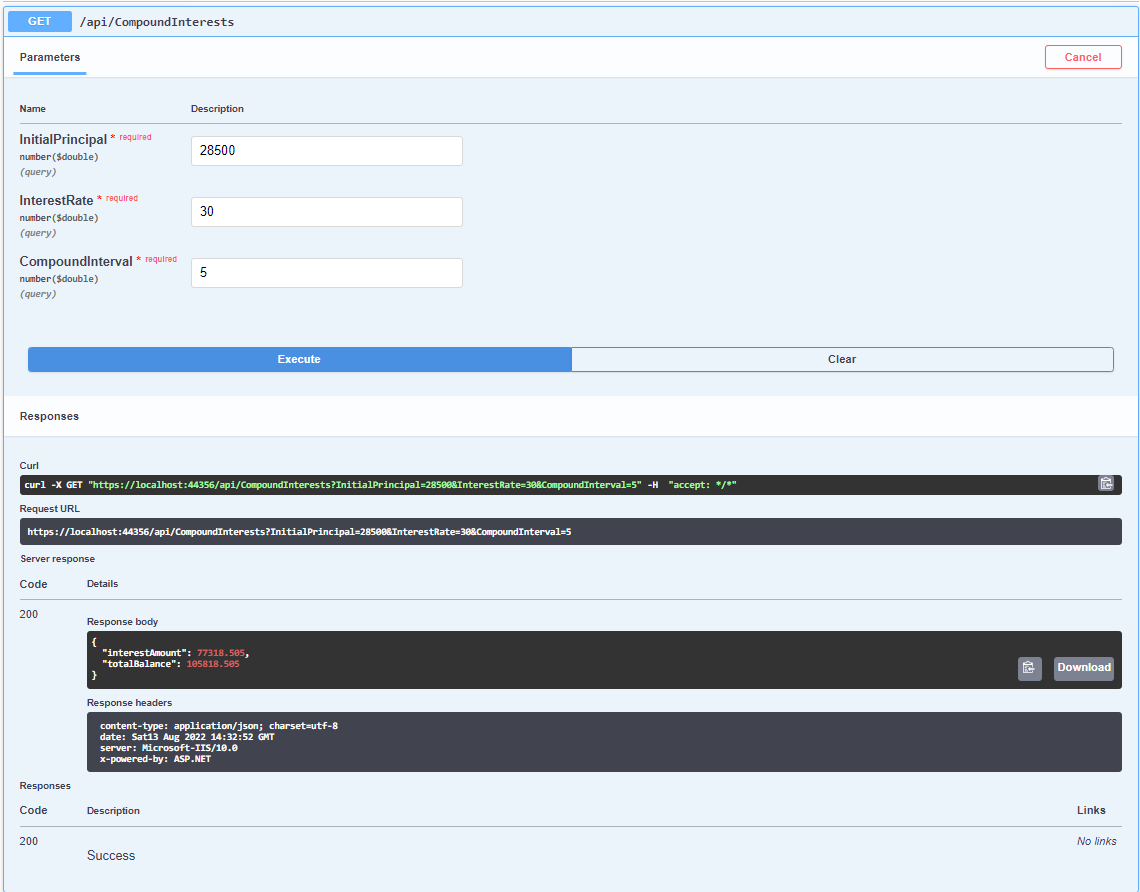 GET /api/CompoundInterests
Parameters
Cancel
Name Description
InitialPrincipal * required
number($double)
(query)
28500
InterestRate * required
number($double)
(query)
30
CompoundInterval * required
number($double)
(query)
5
Execute
Clear
Responses
Curl
curl -X GET "https://localhost:44356/api/CompoundInterests?InitialPrincipal=28500&InterestRate=30&CompoundInterval=5" -H "accept: */*"
Request URL
https://localhost:44356/api/CompoundInterests?InitialPrincipal=28500&InterestRate=30&CompoundInterval=5
Server response
Code Details
200
Response body
{
"interestAmount": 77318.505,
"totalBalance": 105818.505
}
Download
Response headers
content-type: application/json; charset=utf-8
date: Sat13 Aug 2022 14:32:52 GMT
server: Microsoft-IIS/10.0
x-powered-by: ASP.NET
Responses
Code Description Links
200
Success
No links